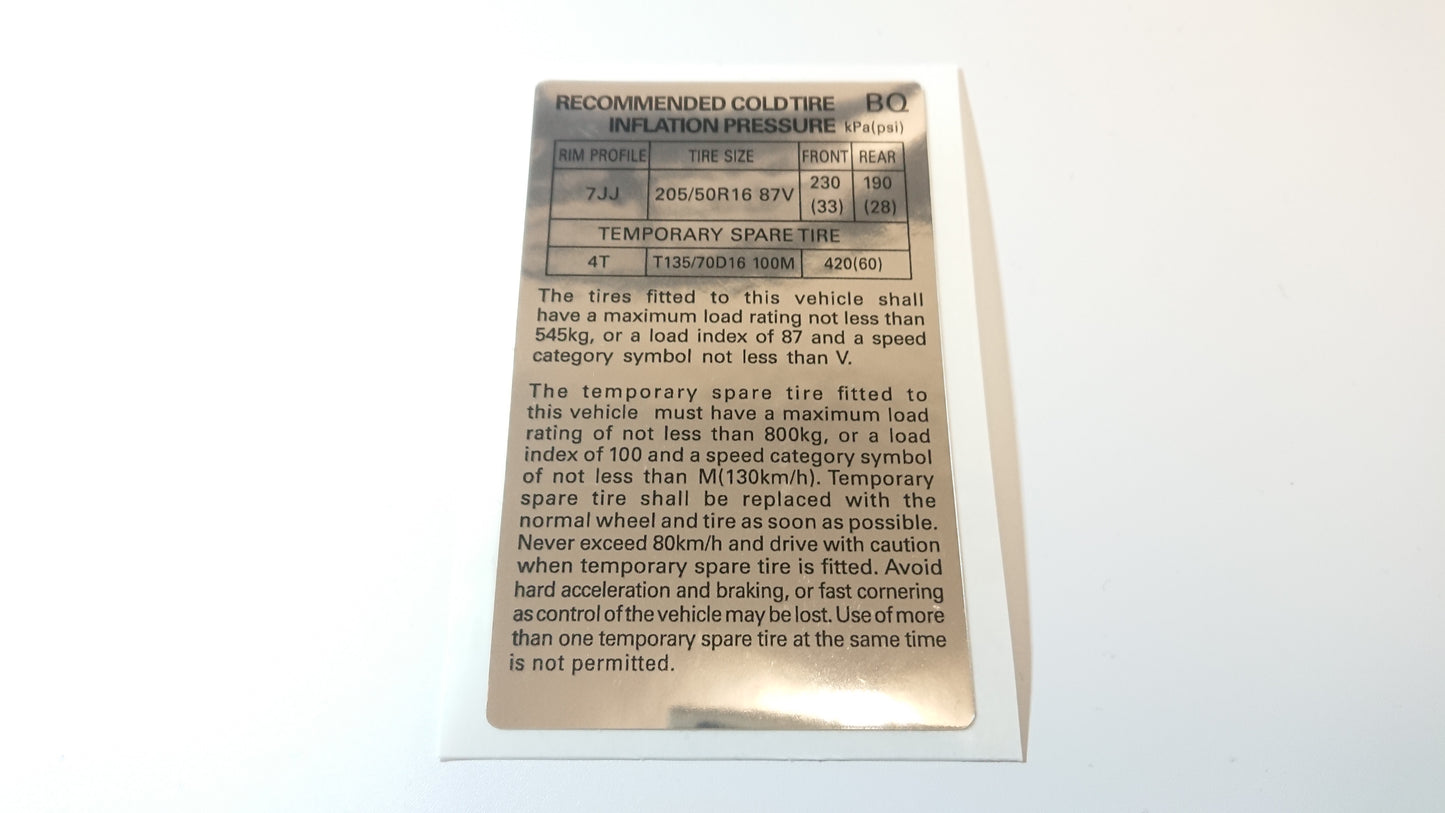 RECOMMENDED COLD TIRE BQ
INFLATION PRESSURE kPa(psi)
RIM PROFILE TIRE SIZE FRONT REAR
7JJ 205/50R16 87V 230 (33) 190 (28)
TEMPORARY SPARE TIRE
4T T135/70D16 100M 420(60)
The tires fitted to this vehicle shall
have a maximum load rating not less than
545kg, or a load index of 87 and a speed
category symbol not less than V.
The temporary spare tire fitted to
this vehicle must have a maximum load
rating of not less than 800kg, or a load
index of 100 and a speed category symbol
of not less than M(130km/h). Temporary
spare tire shall be replaced with the
normal wheel and tire as soon as possible.
Never exceed 80km/h and drive with caution
when temporary spare tire is fitted. Avoid
hard acceleration and braking, or fast cornering
as control of the vehicle may be lost. Use of more
than one temporary spare tire at the same time
is not permitted.